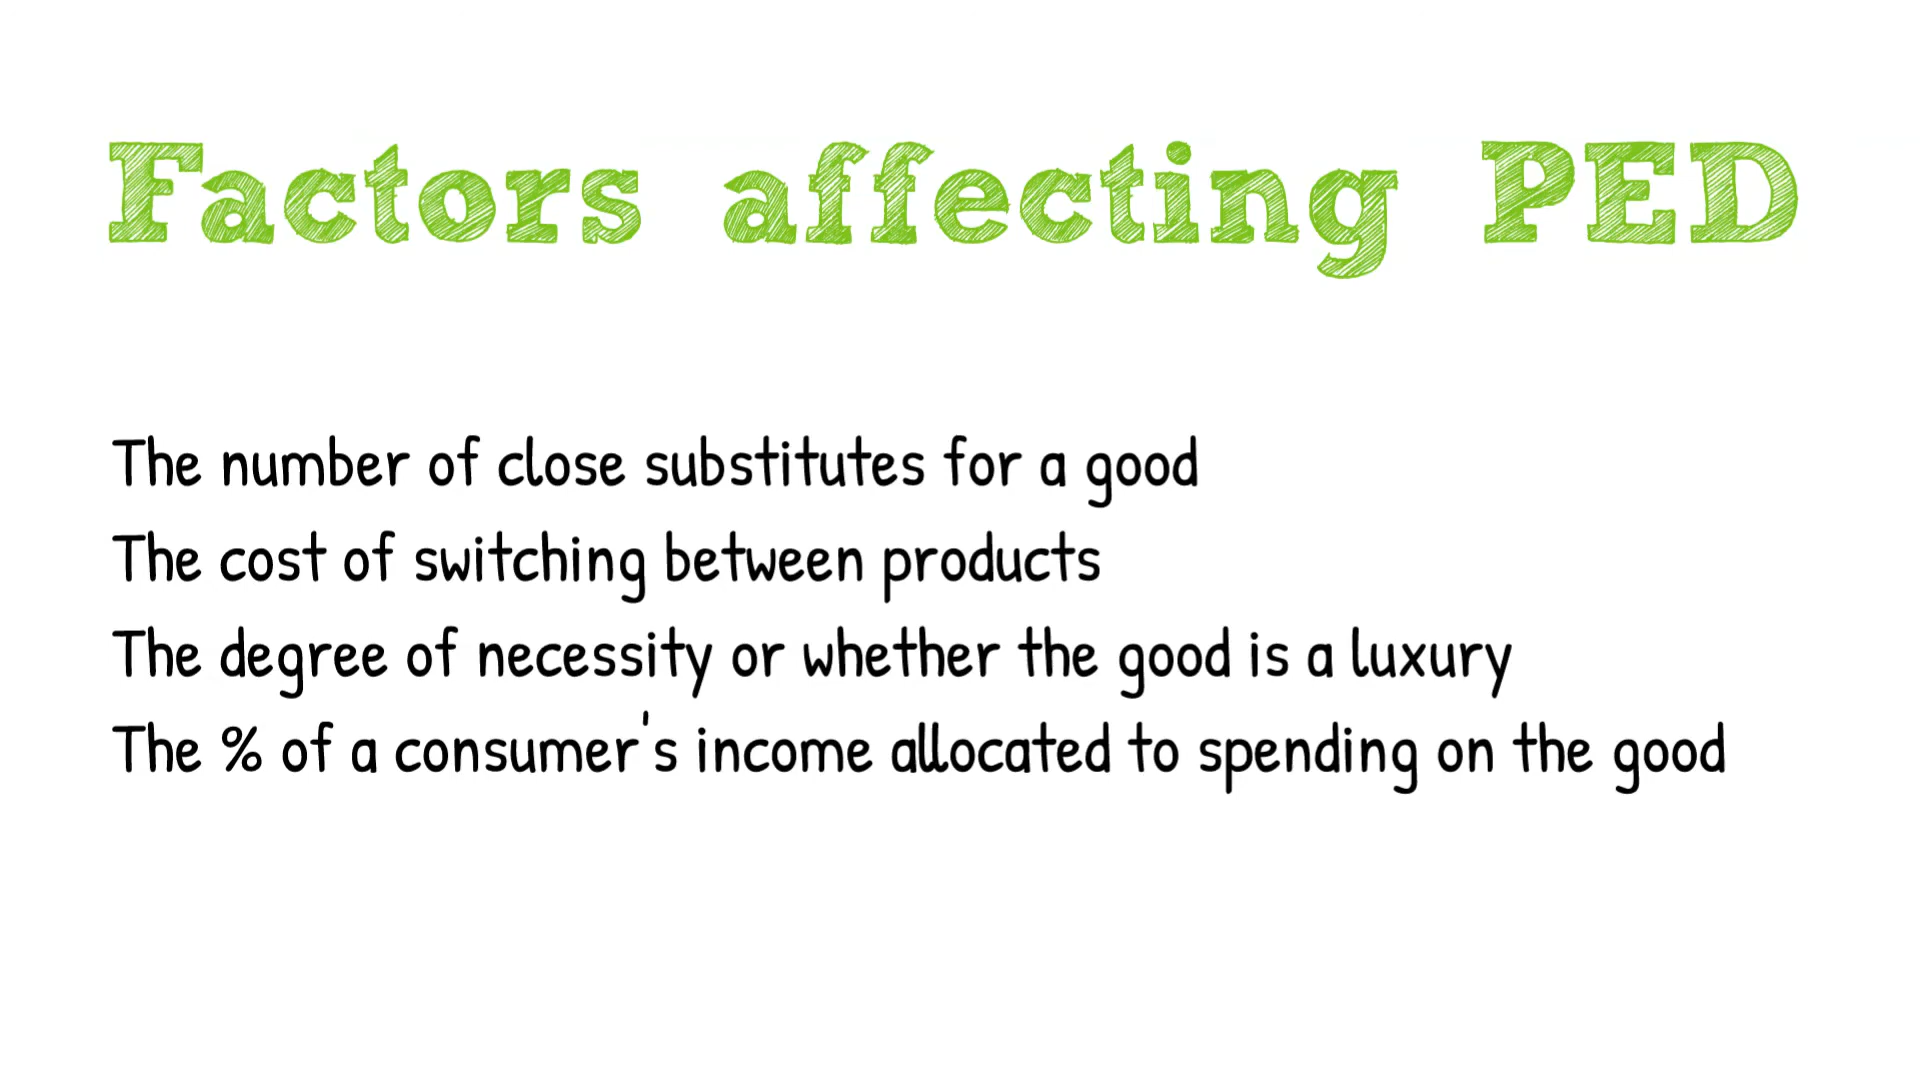 Factors affecting PED
The number of close substitutes for a good
The cost of switching between products
The degree of necessity or whether the good is a luxury
The % of a consumer's income allocated to spending on the good